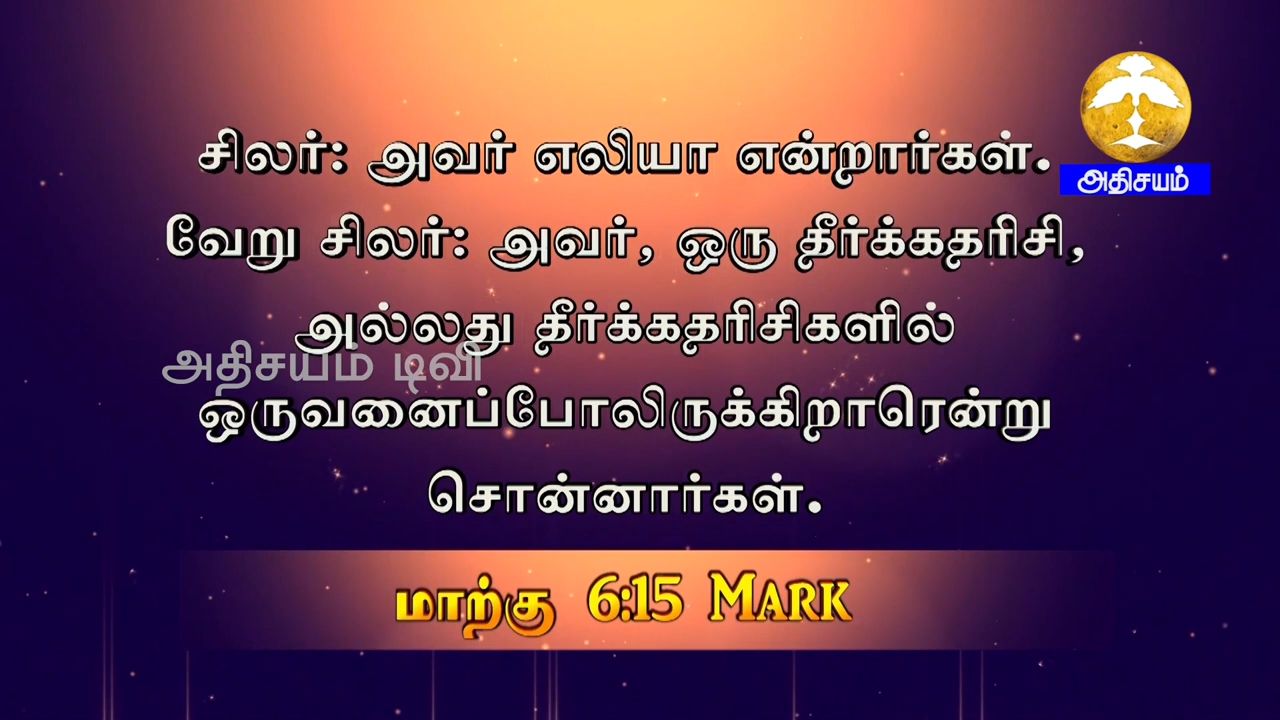 சிலர்: அவர் எலியா என்றார்கள்.
அதிசயம்
வேறு சிலர்: அவர், ஒரு தீர்க்கதரிசி,
அல்லது தீர்க்கதரிசிகளில்
அதிசயம் டிவி
ஒருவனைப்போலிருக்கிறாரென்று
சொன்னார்கள்.
மாற்கு 6:15 MARK